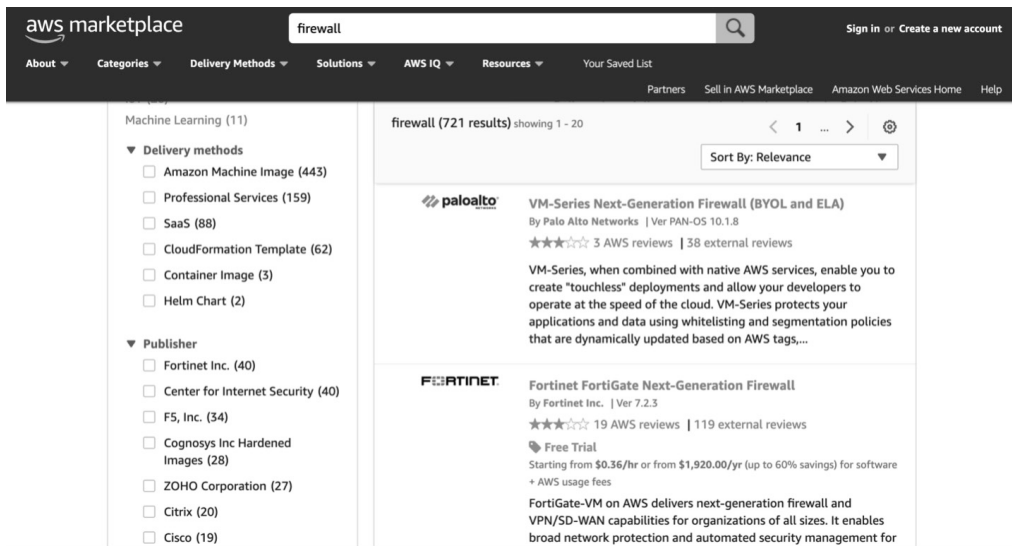 aws marketplace
firewall
Sign in or Create a new account
About
Categories
Delivery Methods
Solutions
AWS IQ
Resources
Your Saved List
Partners
Sell in AWS Marketplace
Amazon Web Services Home
Help
Machine Learning (11)
Delivery methods
Amazon Machine Image (443)
Professional Services (159)
SaaS (88)
CloudFormation Template (62)
Container Image (3)
Helm Chart (2)
Publisher
Fortinet Inc. (40)
Center for Internet Security (40)
F5, Inc. (34)
Cognosys Inc Hardened
Images (28)
ZOHO Corporation (27)
Citrix (20)
Cisco (19)
firewall (721 results) showing 1 - 20
1 ...
Sort By: Relevance
paloalto
NETWORKS
VM-Series Next-Generation Firewall (BYOL and ELA)
By Palo Alto Networks | Ver PAN-OS 10.1.8
3 AWS reviews | 38 external reviews
VM-Series, when combined with native AWS services, enable you to
create "touchless" deployments and allow your developers to
operate at the speed of the cloud. VM-Series protects your
applications and data using whitelisting and segmentation policies
that are dynamically updated based on AWS tags,...
FORTINET
Fortinet FortiGate Next-Generation Firewall
By Fortinet Inc. | Ver 7.2.3
19 AWS reviews | 119 external reviews
Free Trial
Starting from $0.36/hr or from $1,920.00/yr (up to 60% savings) for software
+ AWS usage fees
FortiGate-VM on AWS delivers next-generation firewall and
VPN/SD-WAN capabilities for organizations of all sizes. It enables
broad network protection and automated security management for